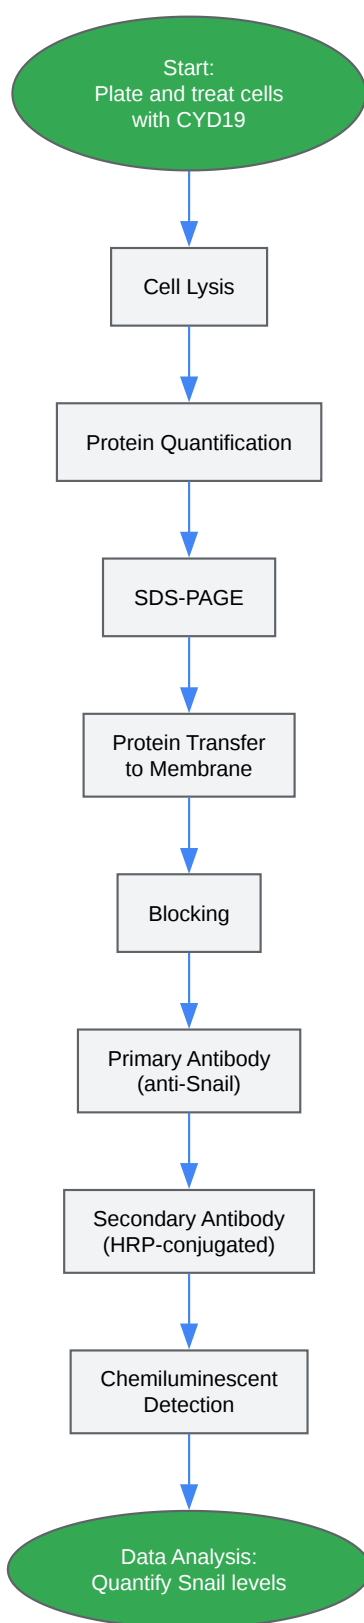 Start:
Plate and treat cells
with CYD19
Cell Lysis
Protein Quantification
SDS-PAGE
Protein Transfer
to Membrane
Blocking
Primary Antibody
(anti-Snail)
Secondary Antibody
(HRP-conjugated)
Chemiluminescent
Detection
Data Analysis:
Quantify Snail levels